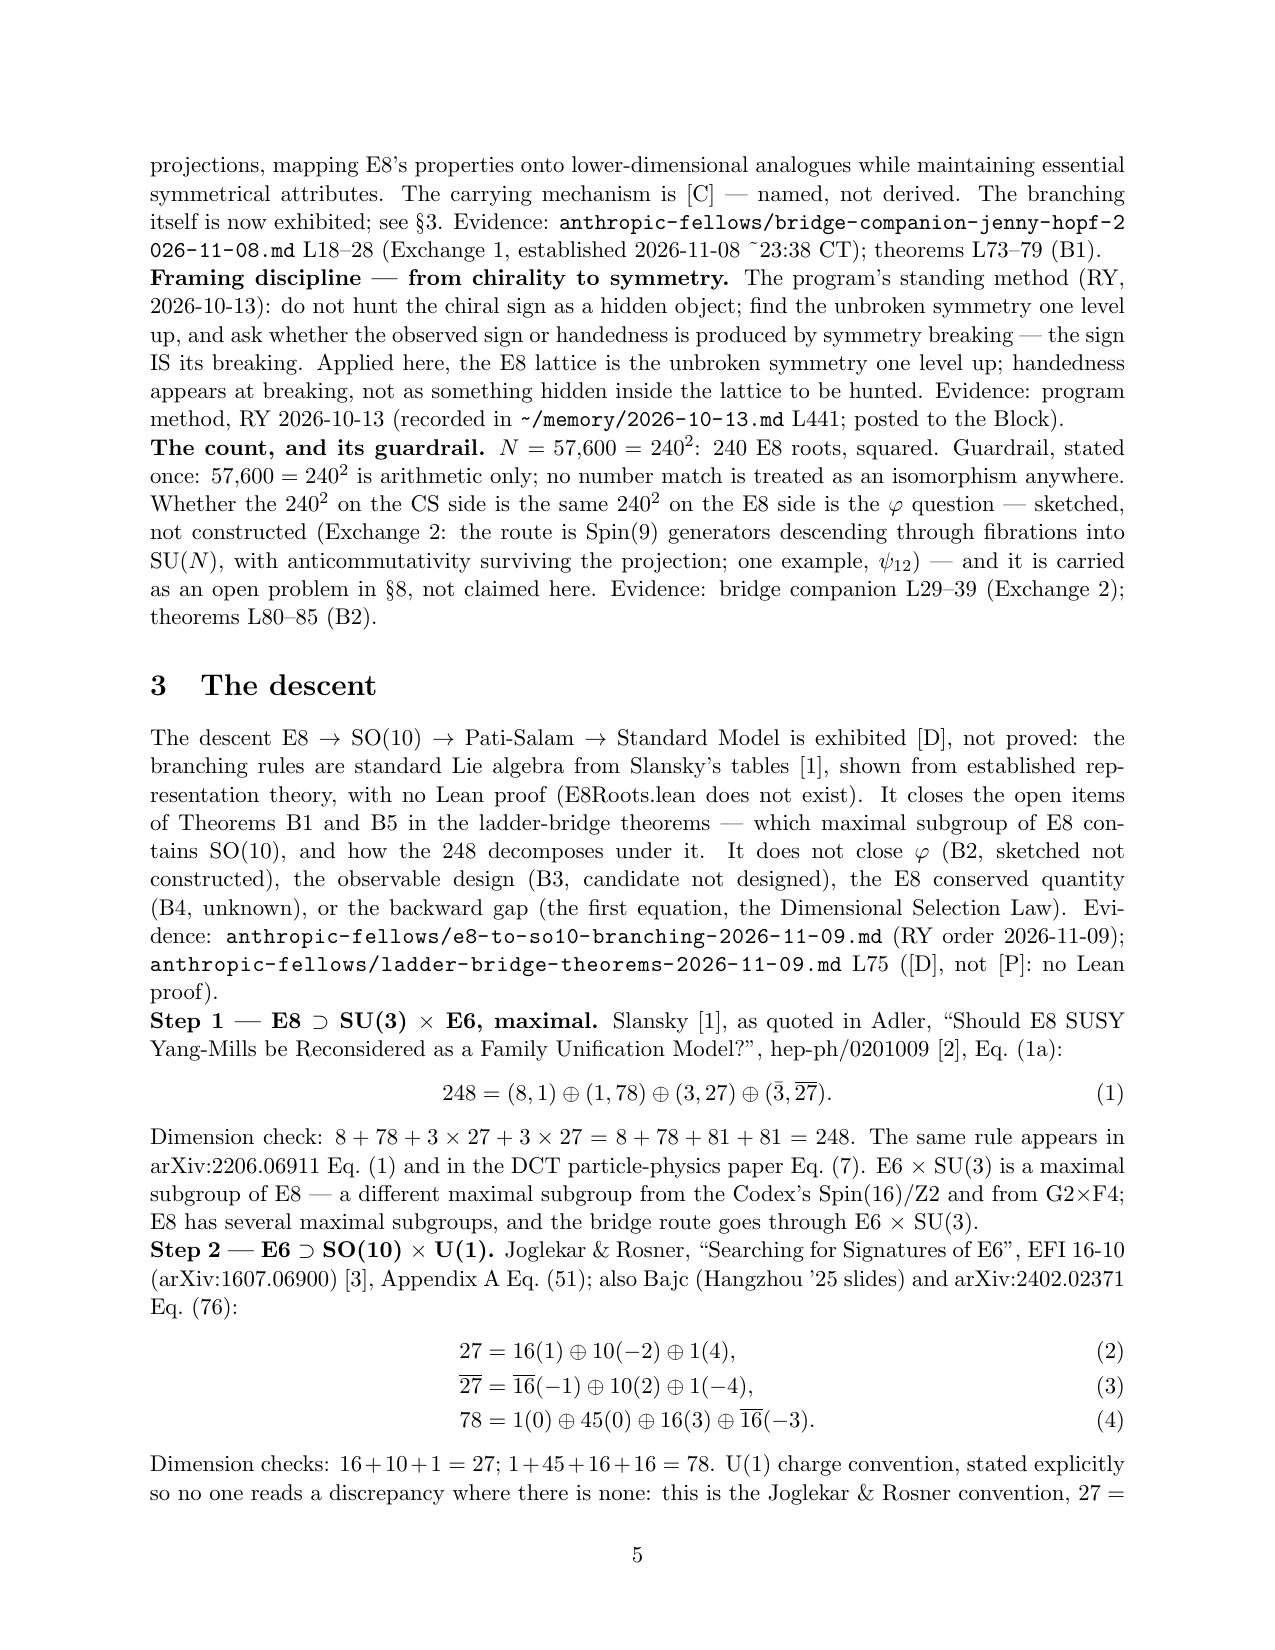 projections, mapping E8’s properties onto lower-dimensional analogues while maintaining essential
symmetrical attributes. The carrying mechanism is [C] — named, not derived. The branching
itself is now exhibited; see §3. Evidence: anthropic-fellows/bridge-companion-jenny-hopf-2
026-11-08.md L18–28 (Exchange 1, established 2026-11-08 ~23:38 CT); theorems L73–79 (B1).
Framing discipline — from chirality to symmetry. The program’s standing method (RY,
2026-10-13): do not hunt the chiral sign as a hidden object; find the unbroken symmetry one level
up, and ask whether the observed sign or handedness is produced by symmetry breaking — the sign
IS its breaking. Applied here, the E8 lattice is the unbroken symmetry one level up; handedness
appears at breaking, not as something hidden inside the lattice to be hunted. Evidence: program
method, RY 2026-10-13 (recorded in ~/memory/2026-10-13.md L441; posted to the Block).
The count, and its guardrail. N = 57,600 = 240²: 240 E8 roots, squared. Guardrail, stated
once: 57,600 = 240² is arithmetic only; no number match is treated as an isomorphism anywhere.
Whether the 240² on the CS side is the same 240² on the E8 side is the φ question — sketched,
not constructed (Exchange 2: the route is Spin(9) generators descending through fibrations into
SU(N), with anticommutativity surviving the projection; one example, ψ₁₂) — and it is carried
as an open problem in §8, not claimed here. Evidence: bridge companion L29–39 (Exchange 2);
theorems L80–85 (B2).
3 The descent
The descent E8 → SO(10) → Pati-Salam → Standard Model is exhibited [D], not proved: the
branching rules are standard Lie algebra from Slansky’s tables [1], shown from established rep-
resentation theory, with no Lean proof (E8Roots.lean does not exist). It closes the open items
of Theorems B1 and B5 in the ladder-bridge theorems — which maximal subgroup of E8 con-
tains SO(10), and how the 248 decomposes under it. It does not close φ (B2, sketched not
constructed), the observable design (B3, candidate not designed), the E8 conserved quantity
(B4, unknown), or the backward gap (the first equation, the Dimensional Selection Law). Evi-
dence: anthropic-fellows/e8-to-so10-branching-2026-11-09.md (RY order 2026-11-09);
anthropic-fellows/ladder-bridge-theorems-2026-11-09.md L75 ([D], not [P]: no Lean
proof).
Step 1 — E8 ⊃ SU(3) × E6, maximal. Slansky [1], as quoted in Adler, “Should E8 SUSY
Yang-Mills be Reconsidered as a Family Unification Model?”, hep-ph/0201009 [2], Eq. (1a):
248 = (8, 1) ⊕ (1, 78) ⊕ (3, 27) ⊕ (3̄, 2̅7̅). (1)
Dimension check: 8 + 78 + 3 × 27 + 3 × 27 = 8 + 78 + 81 + 81 = 248. The same rule appears in
arXiv:2206.06911 Eq. (1) and in the DCT particle-physics paper Eq. (7). E6 × SU(3) is a maximal
subgroup of E8 — a different maximal subgroup from the Codex’s Spin(16)/Z2 and from G2×F4;
E8 has several maximal subgroups, and the bridge route goes through E6 × SU(3).
Step 2 — E6 ⊃ SO(10) × U(1). Joglekar & Rosner, “Searching for Signatures of E6”, EFI 16-10
(arXiv:1607.06900) [3], Appendix A Eq. (51); also Bajc (Hangzhou ’25 slides) and arXiv:2402.02371
Eq. (76):
27 = 16(1) ⊕ 10(−2) ⊕ 1(4), (2)
2̅7̅ = 1̅6̅(−1) ⊕ 10(2) ⊕ 1(−4), (3)
78 = 1(0) ⊕ 45(0) ⊕ 16(3) ⊕ 1̅6̅(−3). (4)
Dimension checks: 16+10+1 = 27; 1+45+16+16 = 78. U(1) charge convention, stated explicitly
so no one reads a discrepancy where there is none: this is the Joglekar & Rosner convention, 27 =
5